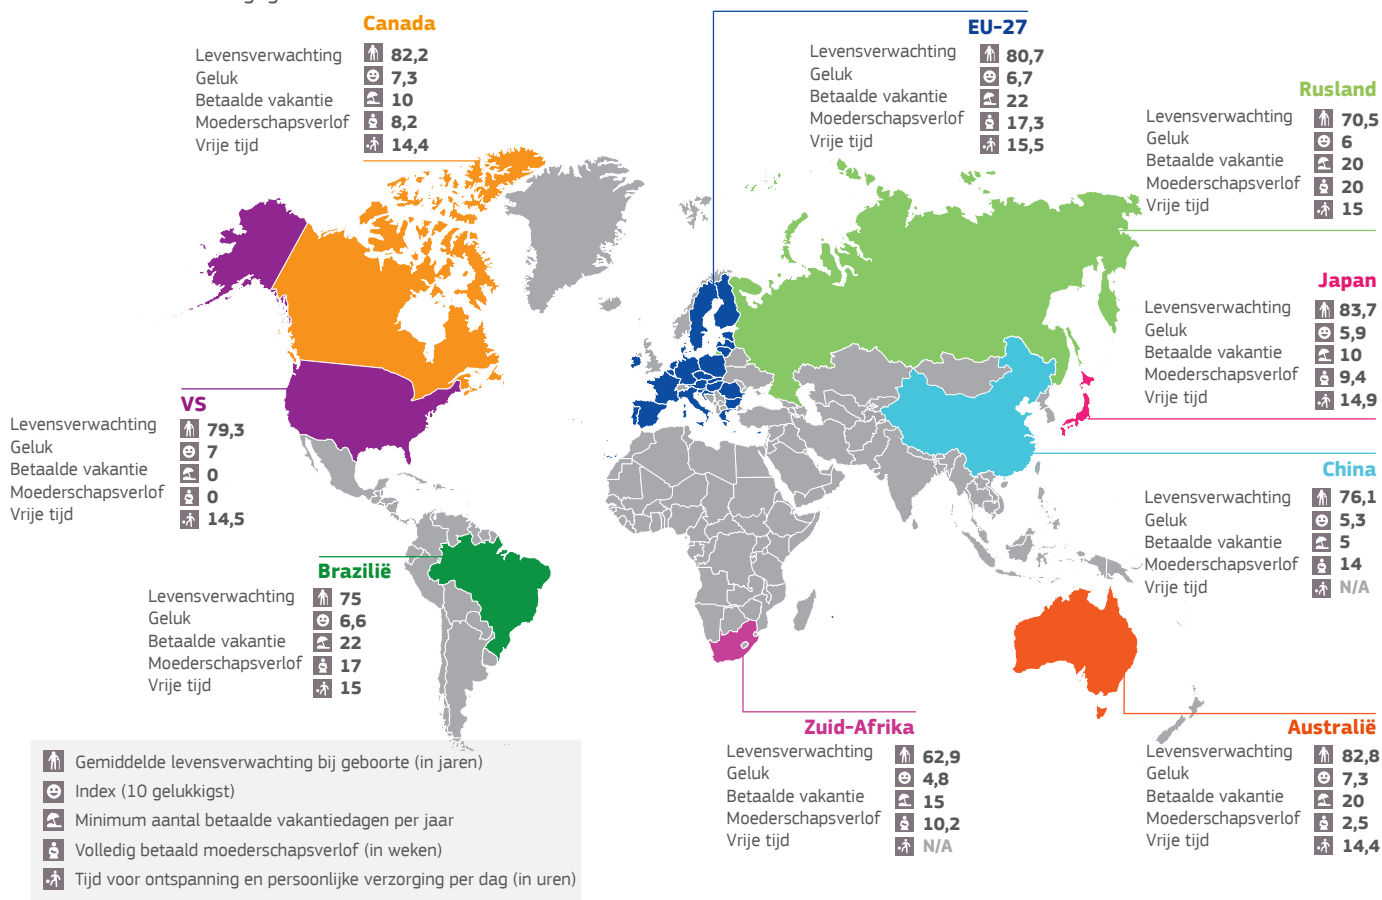 Canada
Levensverwachting 82,2
Geluk 7,3
Betaalde vakantie 10
Moederschapsverlof 8,2
Vrije tijd 14,4
EU-27
Levensverwachting 80,7
Geluk 6,7
Betaalde vakantie 22
Moederschapsverlof 17,3
Vrije tijd 15,5
Rusland
Levensverwachting 70,5
Geluk 6
Betaalde vakantie 20
Moederschapsverlof 20
Vrije tijd 15
Japan
Levensverwachting 83,7
Geluk 5,9
Betaalde vakantie 10
Moederschapsverlof 9,4
Vrije tijd 14,9
VS
Levensverwachting 79,3
Geluk 7
Betaalde vakantie 0
Moederschapsverlof 0
Vrije tijd 14,5
China
Levensverwachting 76,1
Geluk 5,3
Betaalde vakantie 5
Moederschapsverlof 14
Vrije tijd N/A
Brazilië
Levensverwachting 75
Geluk 6,6
Betaalde vakantie 22
Moederschapsverlof 17
Vrije tijd 15
Zuid-Afrika
Levensverwachting 62,9
Geluk 4,8
Betaalde vakantie 15
Moederschapsverlof 10,2
Vrije tijd N/A
Australië
Levensverwachting 82,8
Geluk 7,3
Betaalde vakantie 20
Moederschapsverlof 2,5
Vrije tijd 14,4
Gemiddelde levensverwachting bij geboorte (in jaren)
Index (10 gelukkigst)
Minimum aantal betaalde vakantiedagen per jaar
Volledig betaald moederschapsverlof (in weken)
Tijd voor ontspanning en persoonlijke verzorging per dag (in uren)